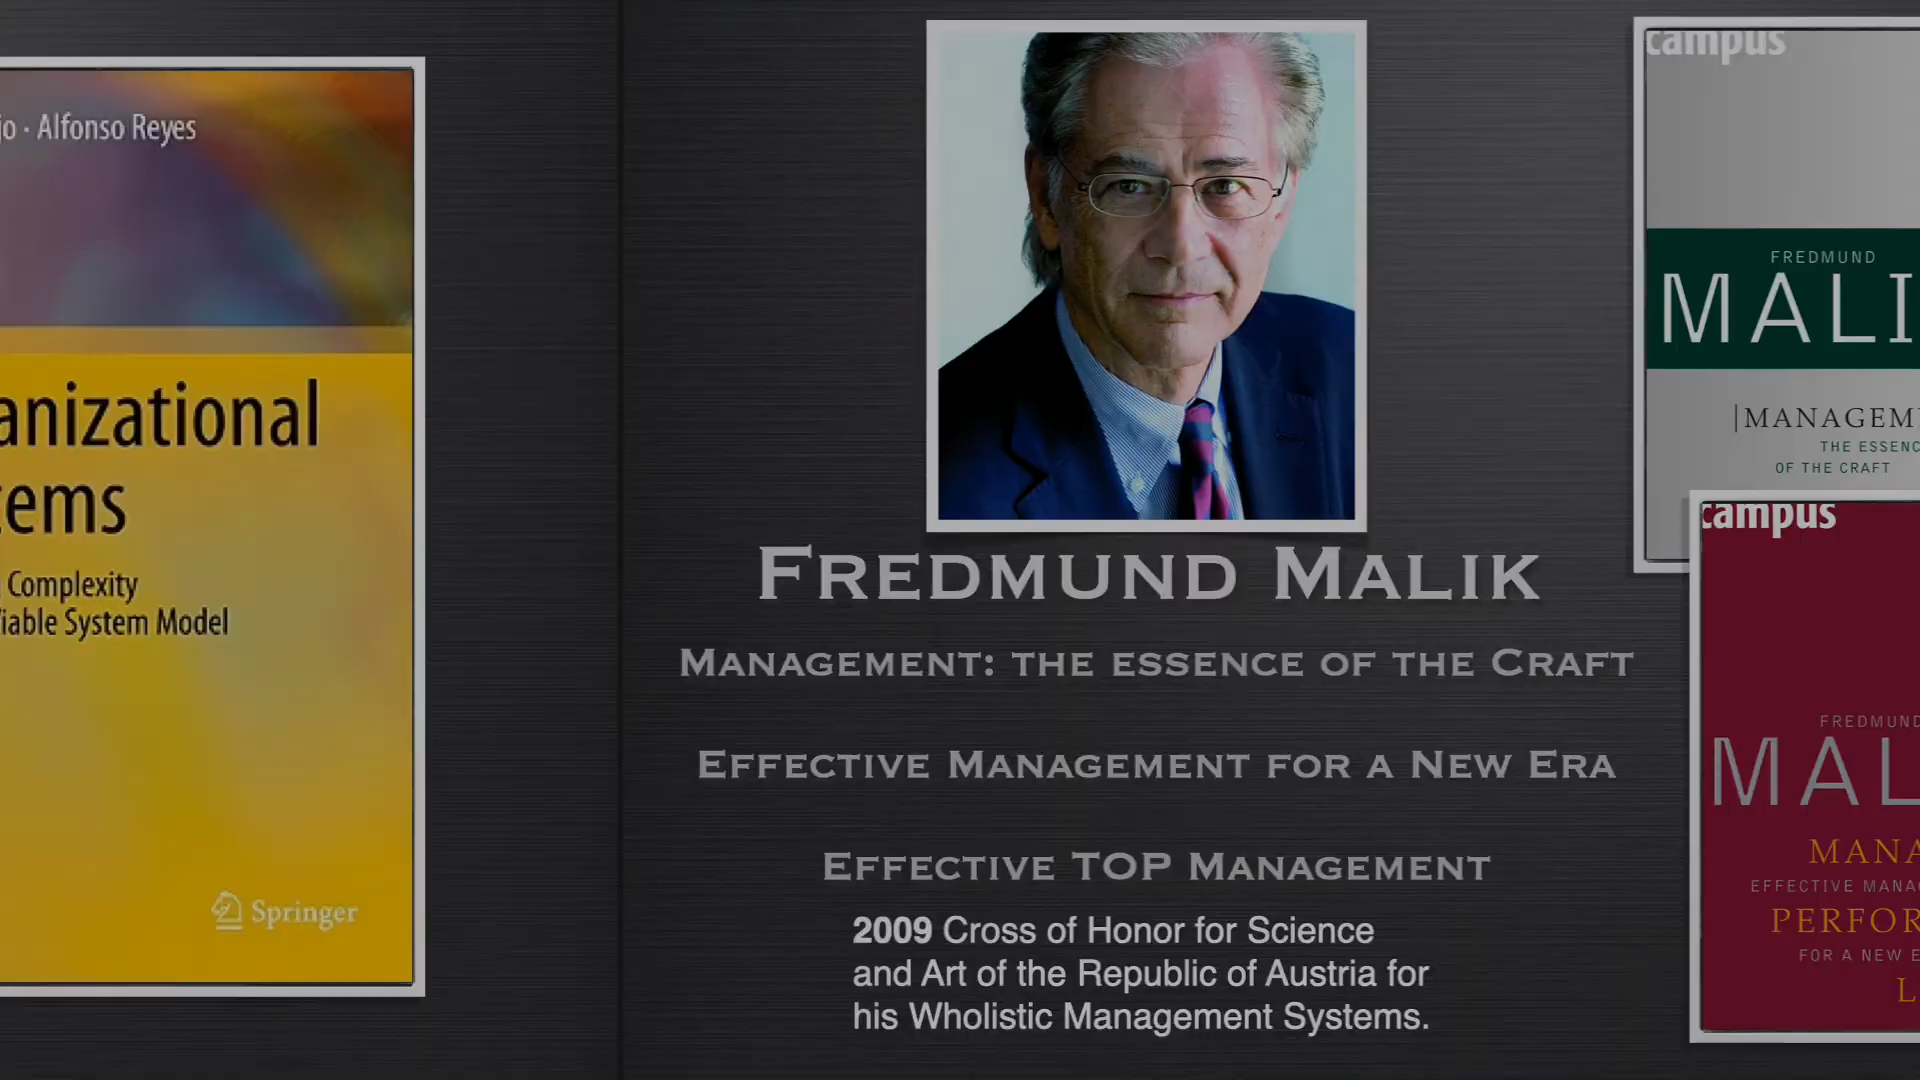 jo · Alfonso Reyes
anizational
tems
Complexity
iable System Model
Springer
FREDMUND MALIK
MANAGEMENT: THE ESSENCE OF THE CRAFT
EFFECTIVE MANAGEMENT FOR A NEW ERA
EFFECTIVE TOP MANAGEMENT
2009 Cross of Honor for Science
and Art of the Republic of Austria for
his Wholistic Management Systems.
campus
FREDMUND
MALI
MANAGEM
THE ESSENC
OF THE CRAFT
campus
FREDMUND
MAL
MANA
EFFECTIVE MANAG
PERFOR
FOR A NEW E
L